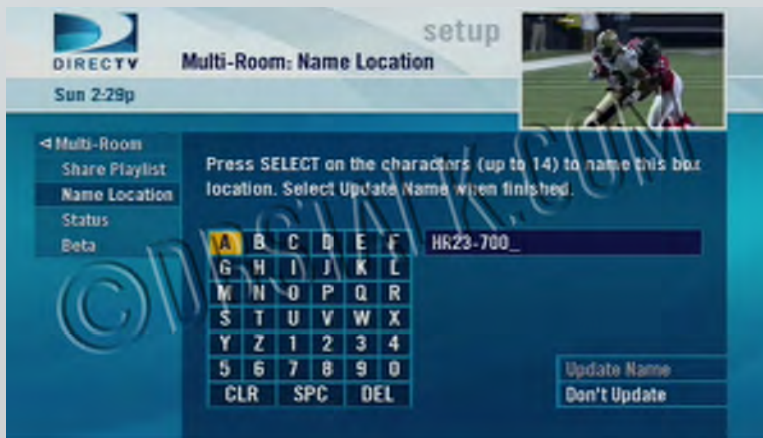 setup
DIRECTV
Multi-Room: Name Location
Sun 2:29p
Multi-Room
Share Playlist
Name Location
Status
Beta
Press SELECT on the characters (up to 14) to name this box
location. Select Update Name when finished.
A B C D E F
HR23-700_
G H I J K L
M N O P Q R
S T U V W X
Y Z 1 2 3 4
5 6 7 8 9 0
CLR SPC DEL
Update Name
Don't Update
©DBSTALK.COM